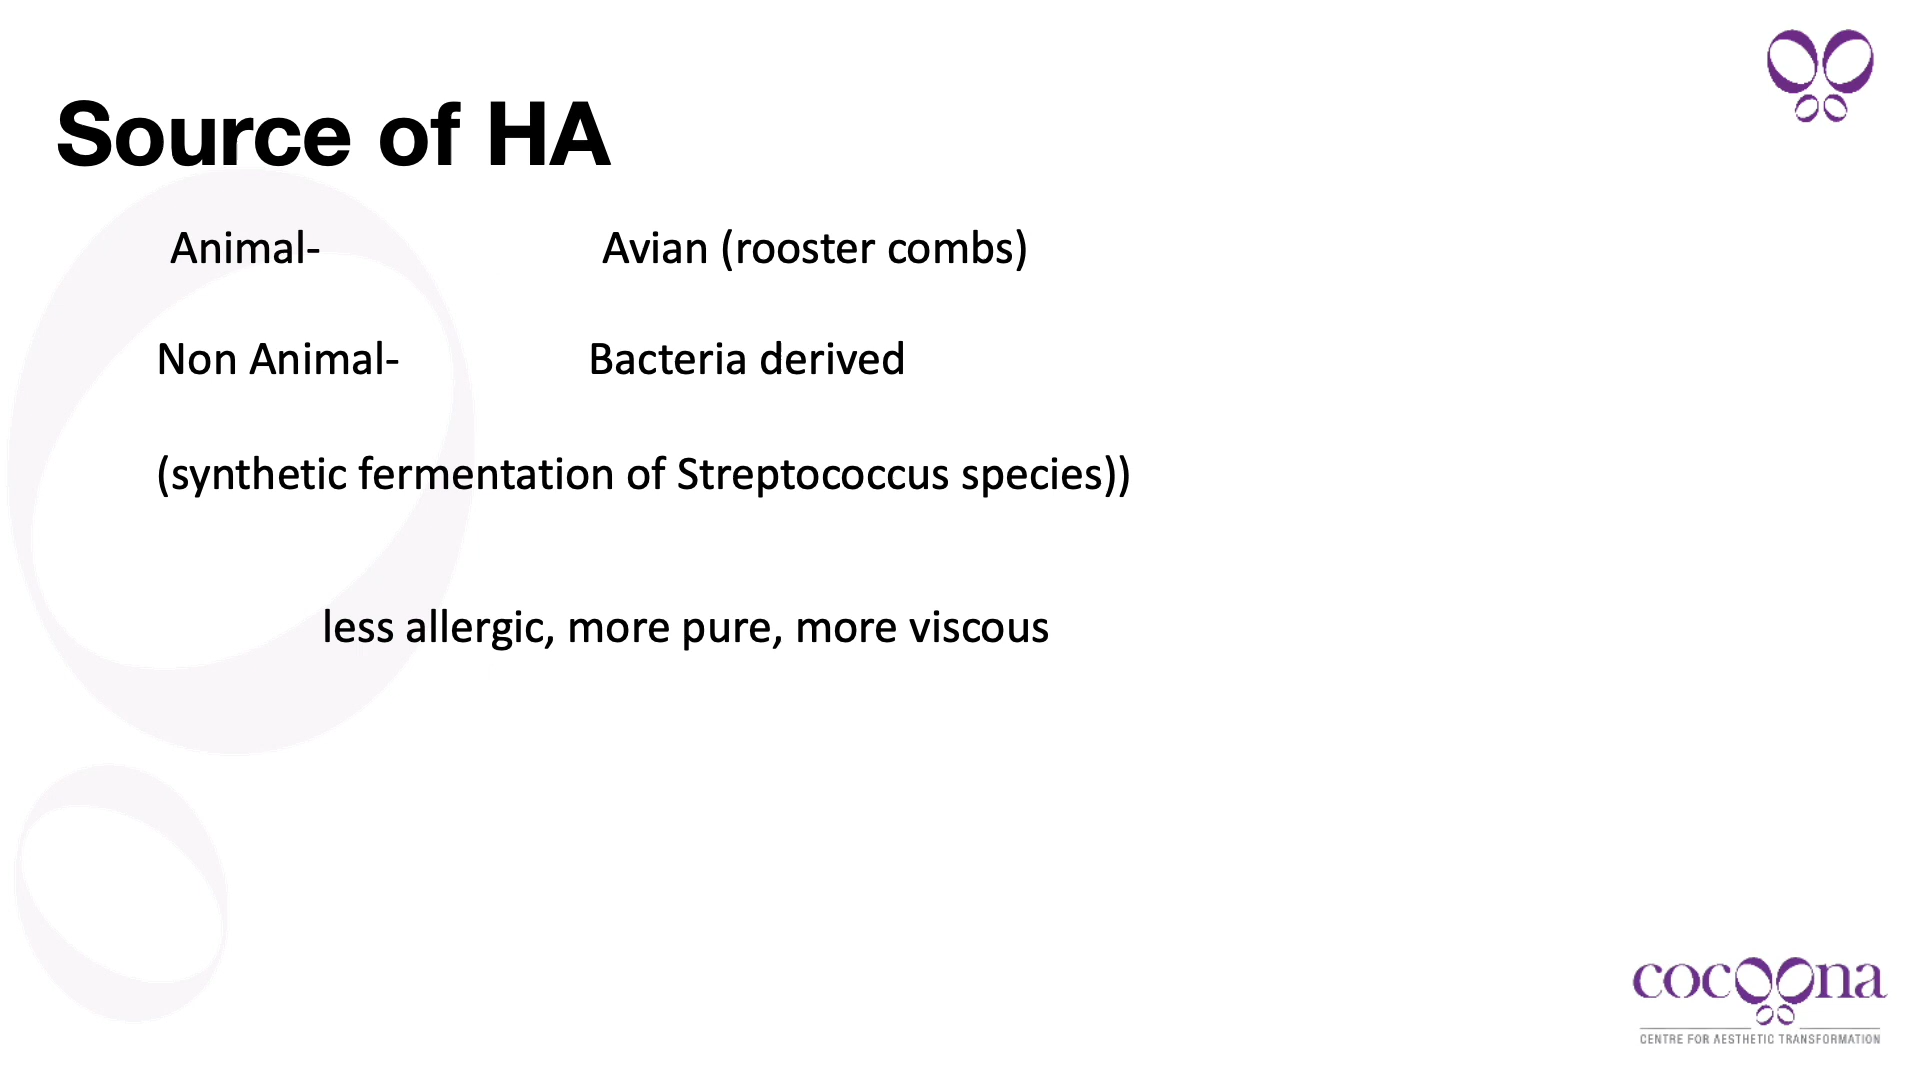 Source of HA
Animal- Avian (rooster combs)
Non Animal- Bacteria derived
(synthetic fermentation of Streptococcus species))
less allergic, more pure, more viscous
cocoona
CENTRE FOR AESTHETIC TRANSFORMATION